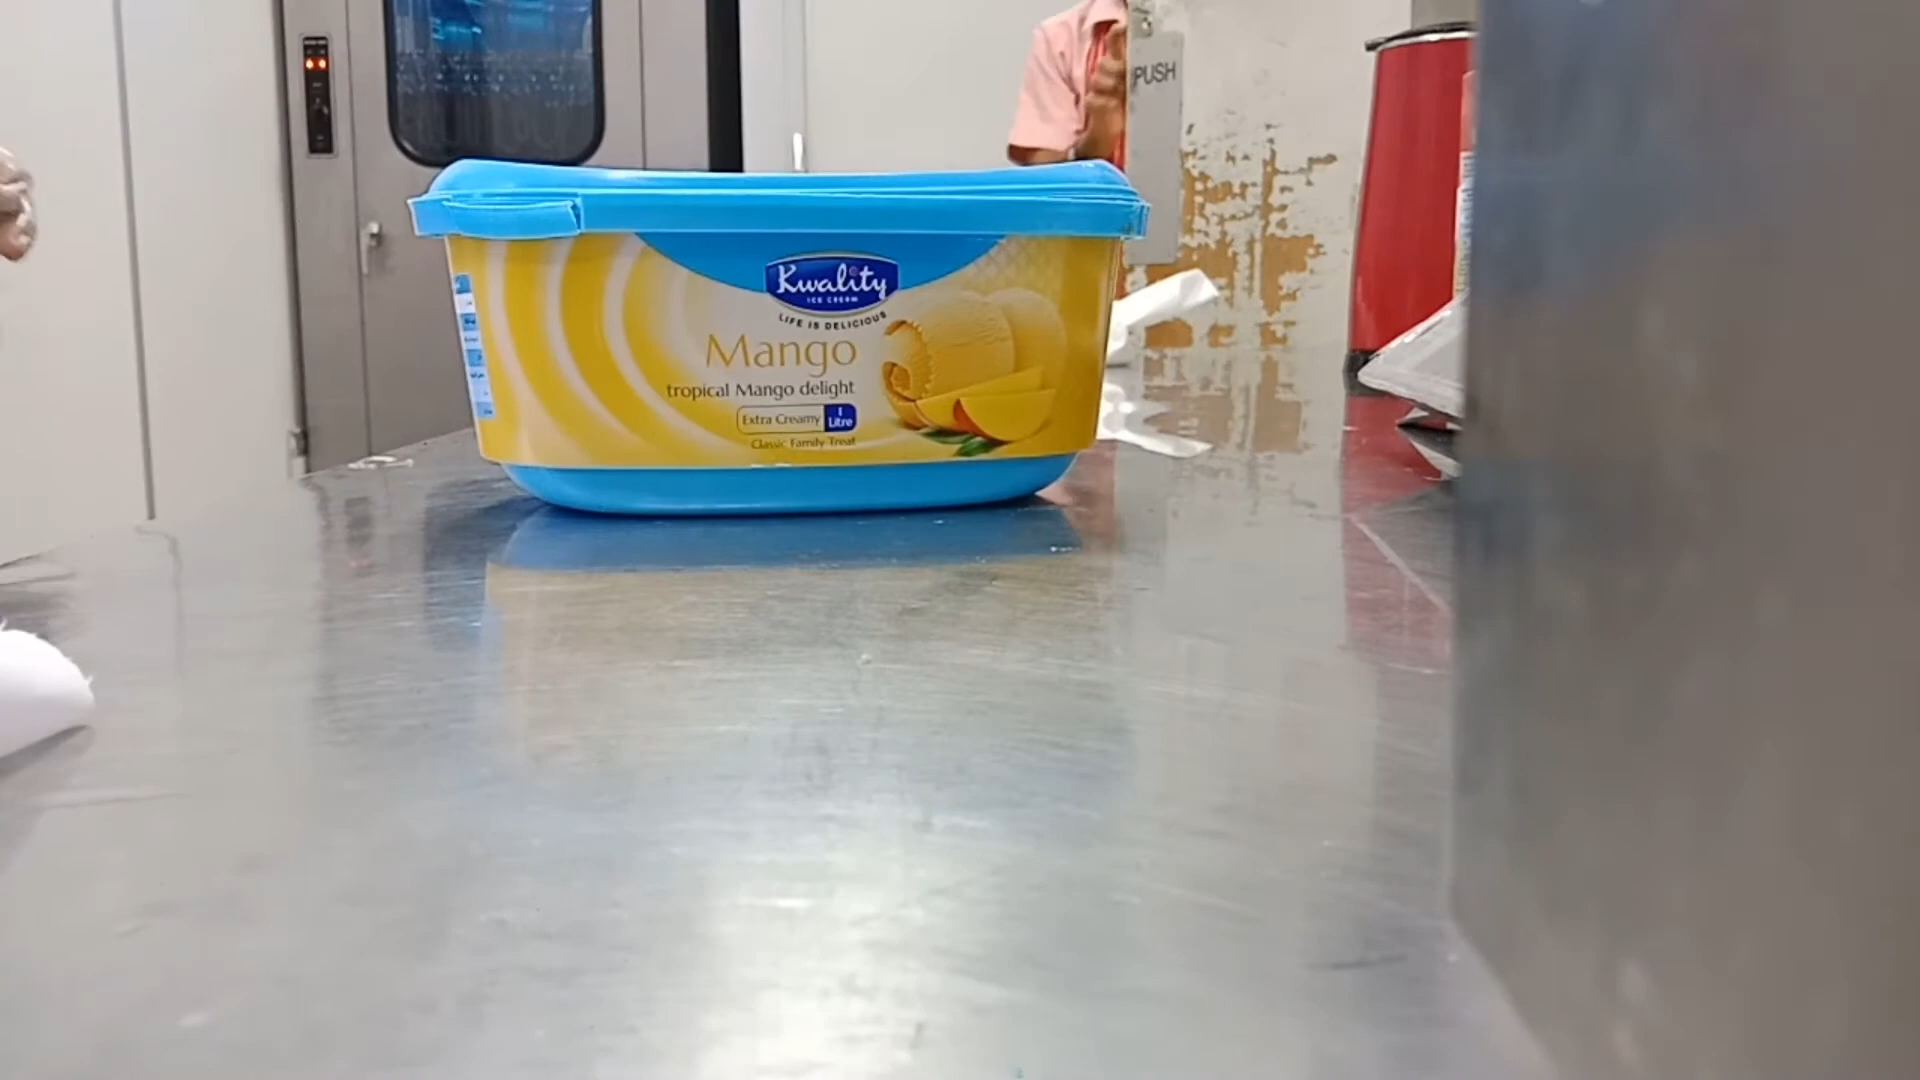 PUSH
Kwality
ICE CREAM
LIFE IS DELICIOUS
Mango
tropical Mango delight
Extra Creamy 1 Litre
Classic Family Treat